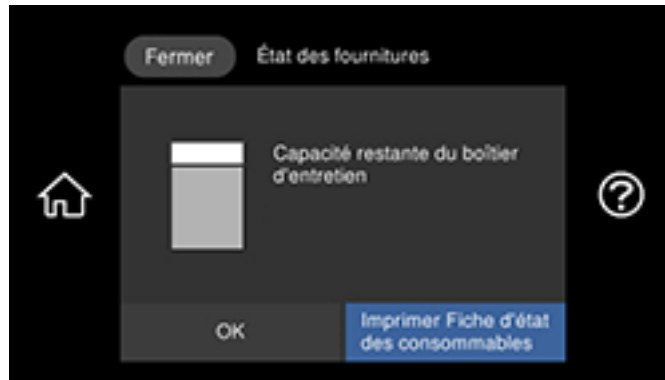 Fermer État des fournitures
Capacité restante du boîtier
d'entretien
OK
Imprimer Fiche d'état
des consommables